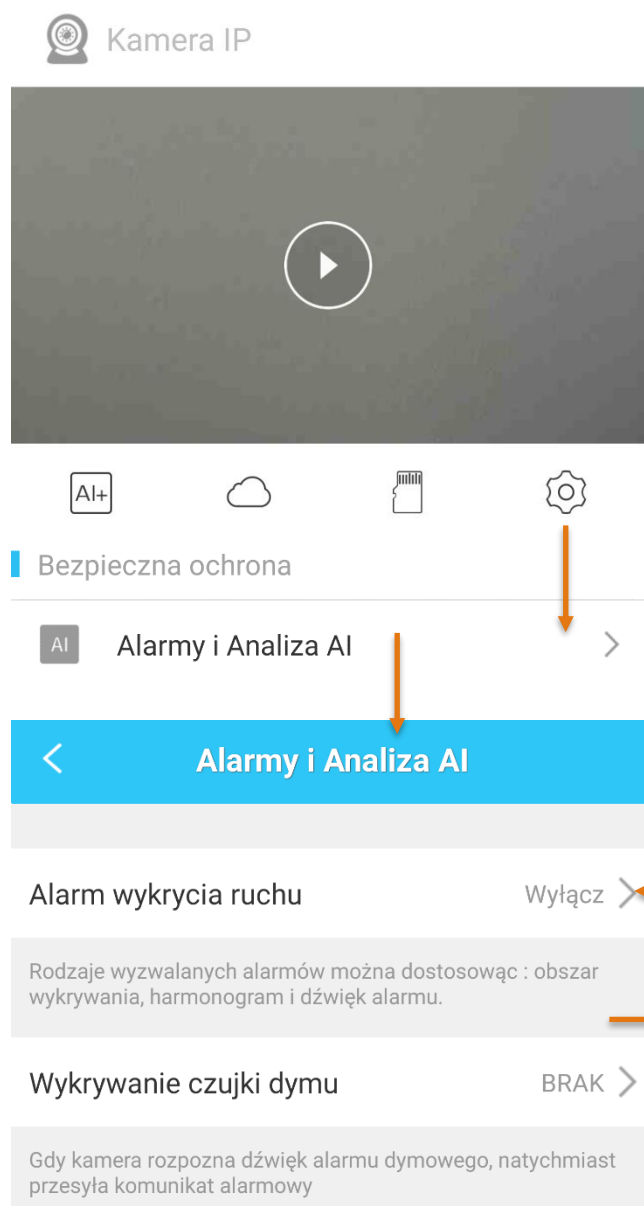 Kamera IP
AI+
Bezpieczna ochrona
AI
Alarmy i Analiza AI
Alarmy i Analiza AI
Alarm wykrycia ruchu
Wyłącz
Rodzaje wyzwalanych alarmów można dostosowąc : obszar
wykrywania, harmonogram i dźwięk alarmu.
Wykrywanie czujki dymu
BRAK
Gdy kamera rozpozna dźwięk alarmu dymowego, natychmiast
przesyła komunikat alarmowy